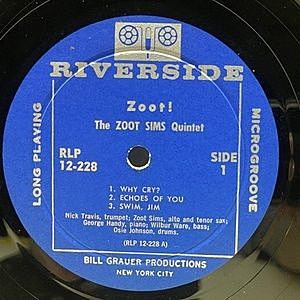 RIVERSIDE
Zoot!
The ZOOT SIMS Quintet
LONG PLAYING
MICROGROOVE
RLP
12-228
SIDE
1
1. WHY CRY?
2. ECHOES OF YOU
3. SWIM, JIM
Nick Travis, trumpet; Zoot Sims, alto and tenor sax;
George Handy, piano; Wilbur Ware, bass;
Osie Johnson, drums.
(RLP 12-228 A)
BILL GRAUER PRODUCTIONS
NEW YORK CITY